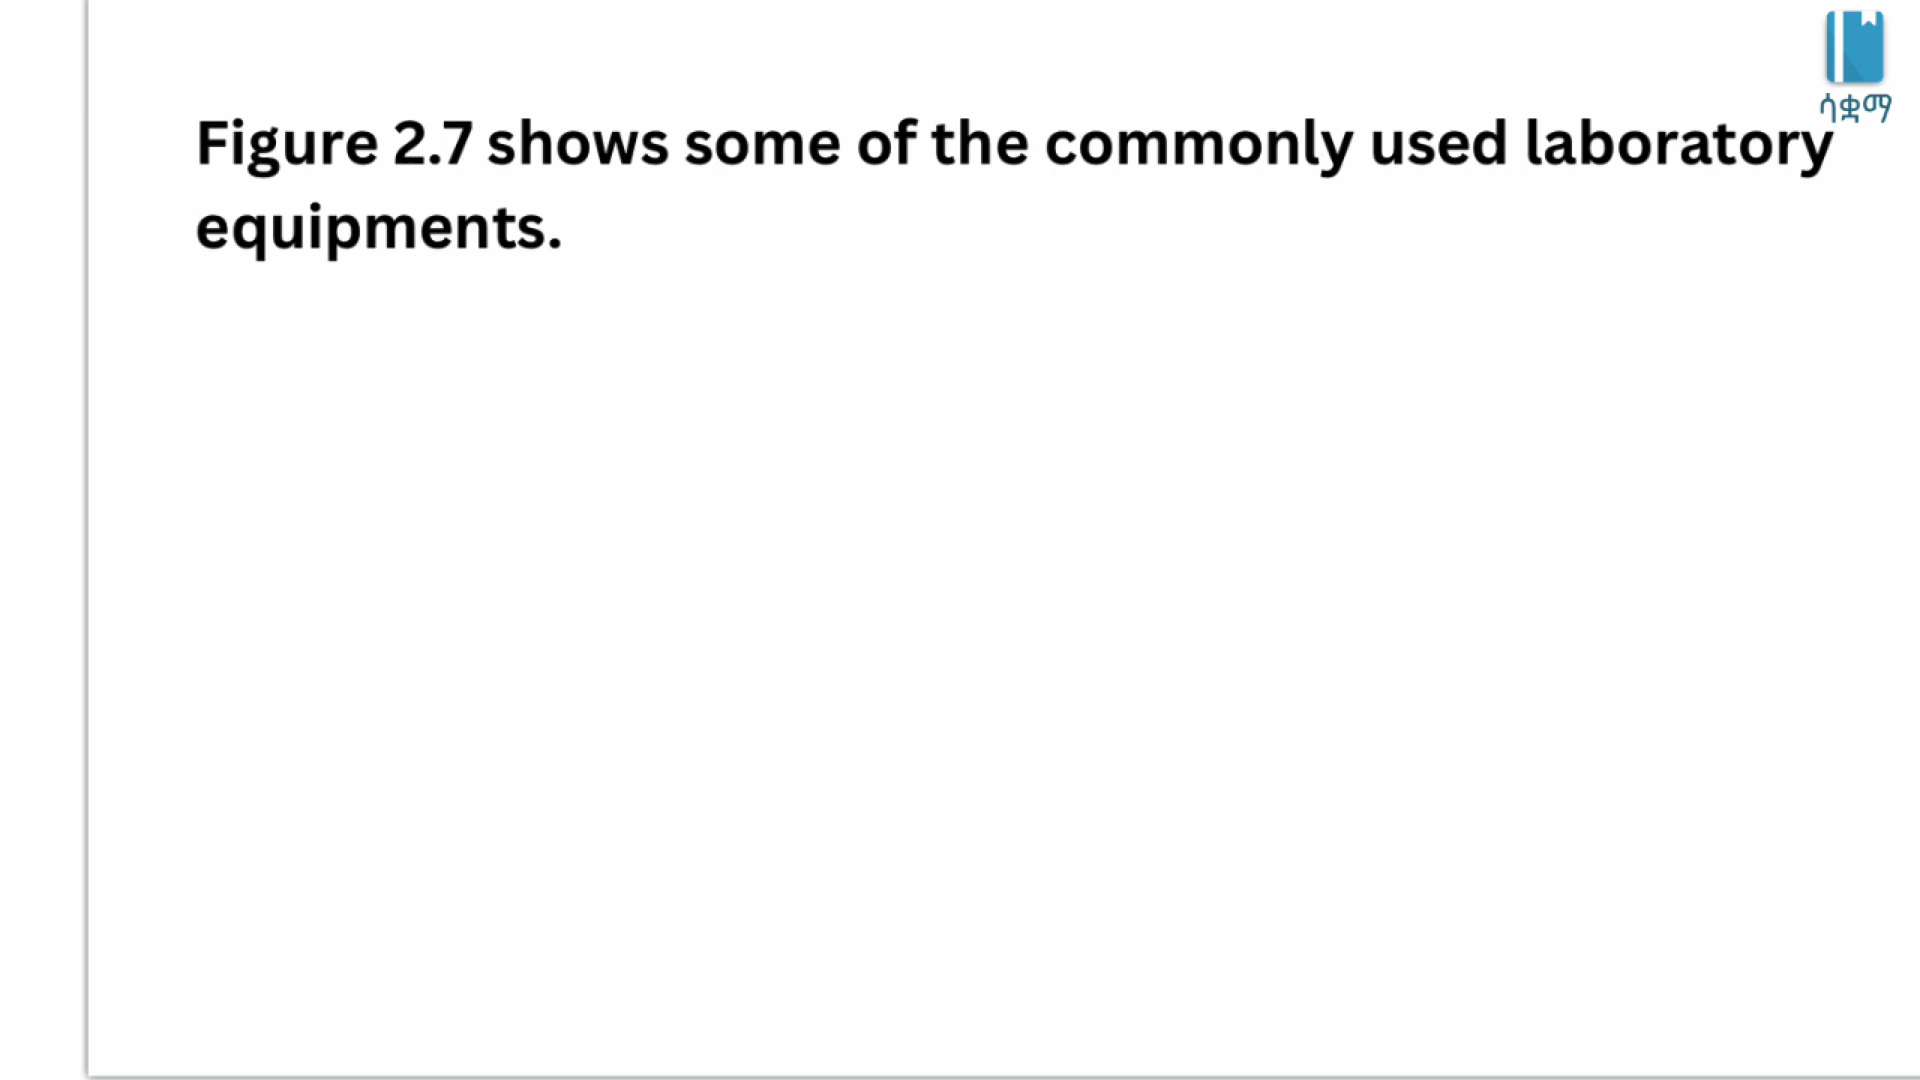 ሳቋማ
Figure 2.7 shows some of the commonly used laboratory
equipments.